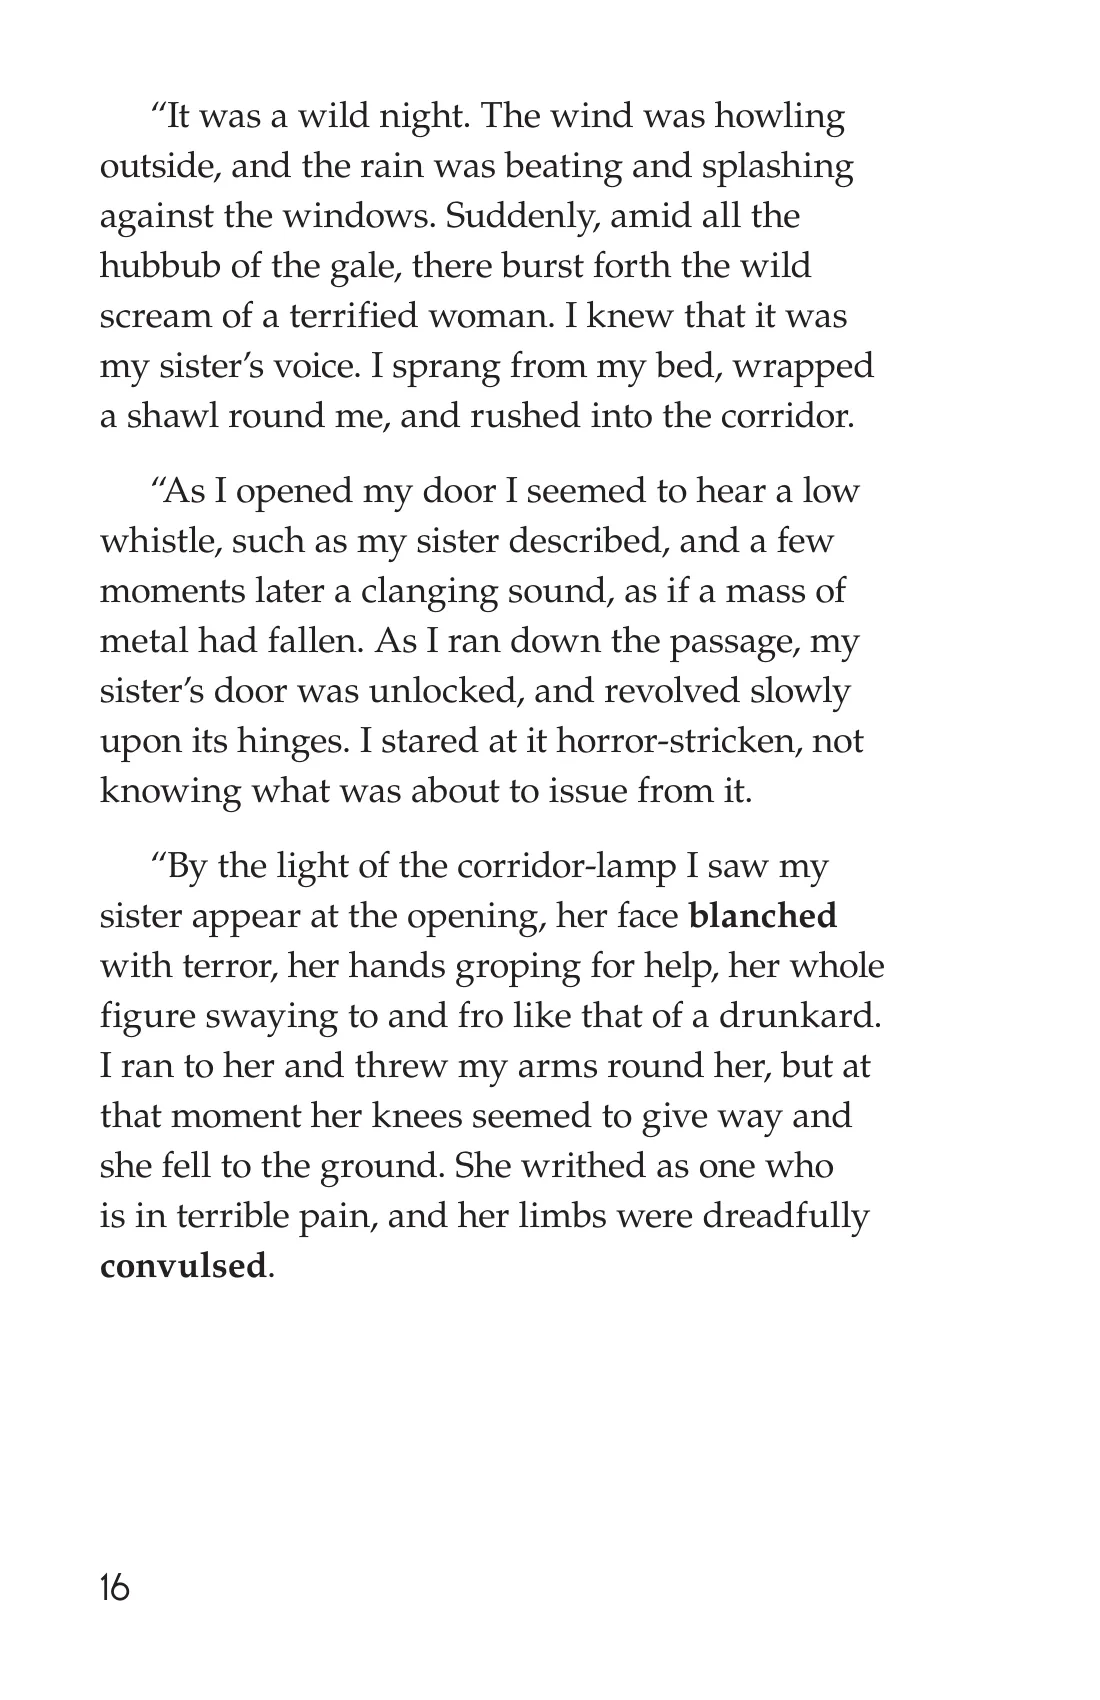 “It was a wild night. The wind was howling
outside, and the rain was beating and splashing
against the windows. Suddenly, amid all the
hubbub of the gale, there burst forth the wild
scream of a terrified woman. I knew that it was
my sister’s voice. I sprang from my bed, wrapped
a shawl round me, and rushed into the corridor.
“As I opened my door I seemed to hear a low
whistle, such as my sister described, and a few
moments later a clanging sound, as if a mass of
metal had fallen. As I ran down the passage, my
sister’s door was unlocked, and revolved slowly
upon its hinges. I stared at it horror-stricken, not
knowing what was about to issue from it.
“By the light of the corridor-lamp I saw my
sister appear at the opening, her face blanched
with terror, her hands groping for help, her whole
figure swaying to and fro like that of a drunkard.
I ran to her and threw my arms round her, but at
that moment her knees seemed to give way and
she fell to the ground. She writhed as one who
is in terrible pain, and her limbs were dreadfully
convulsed.
16